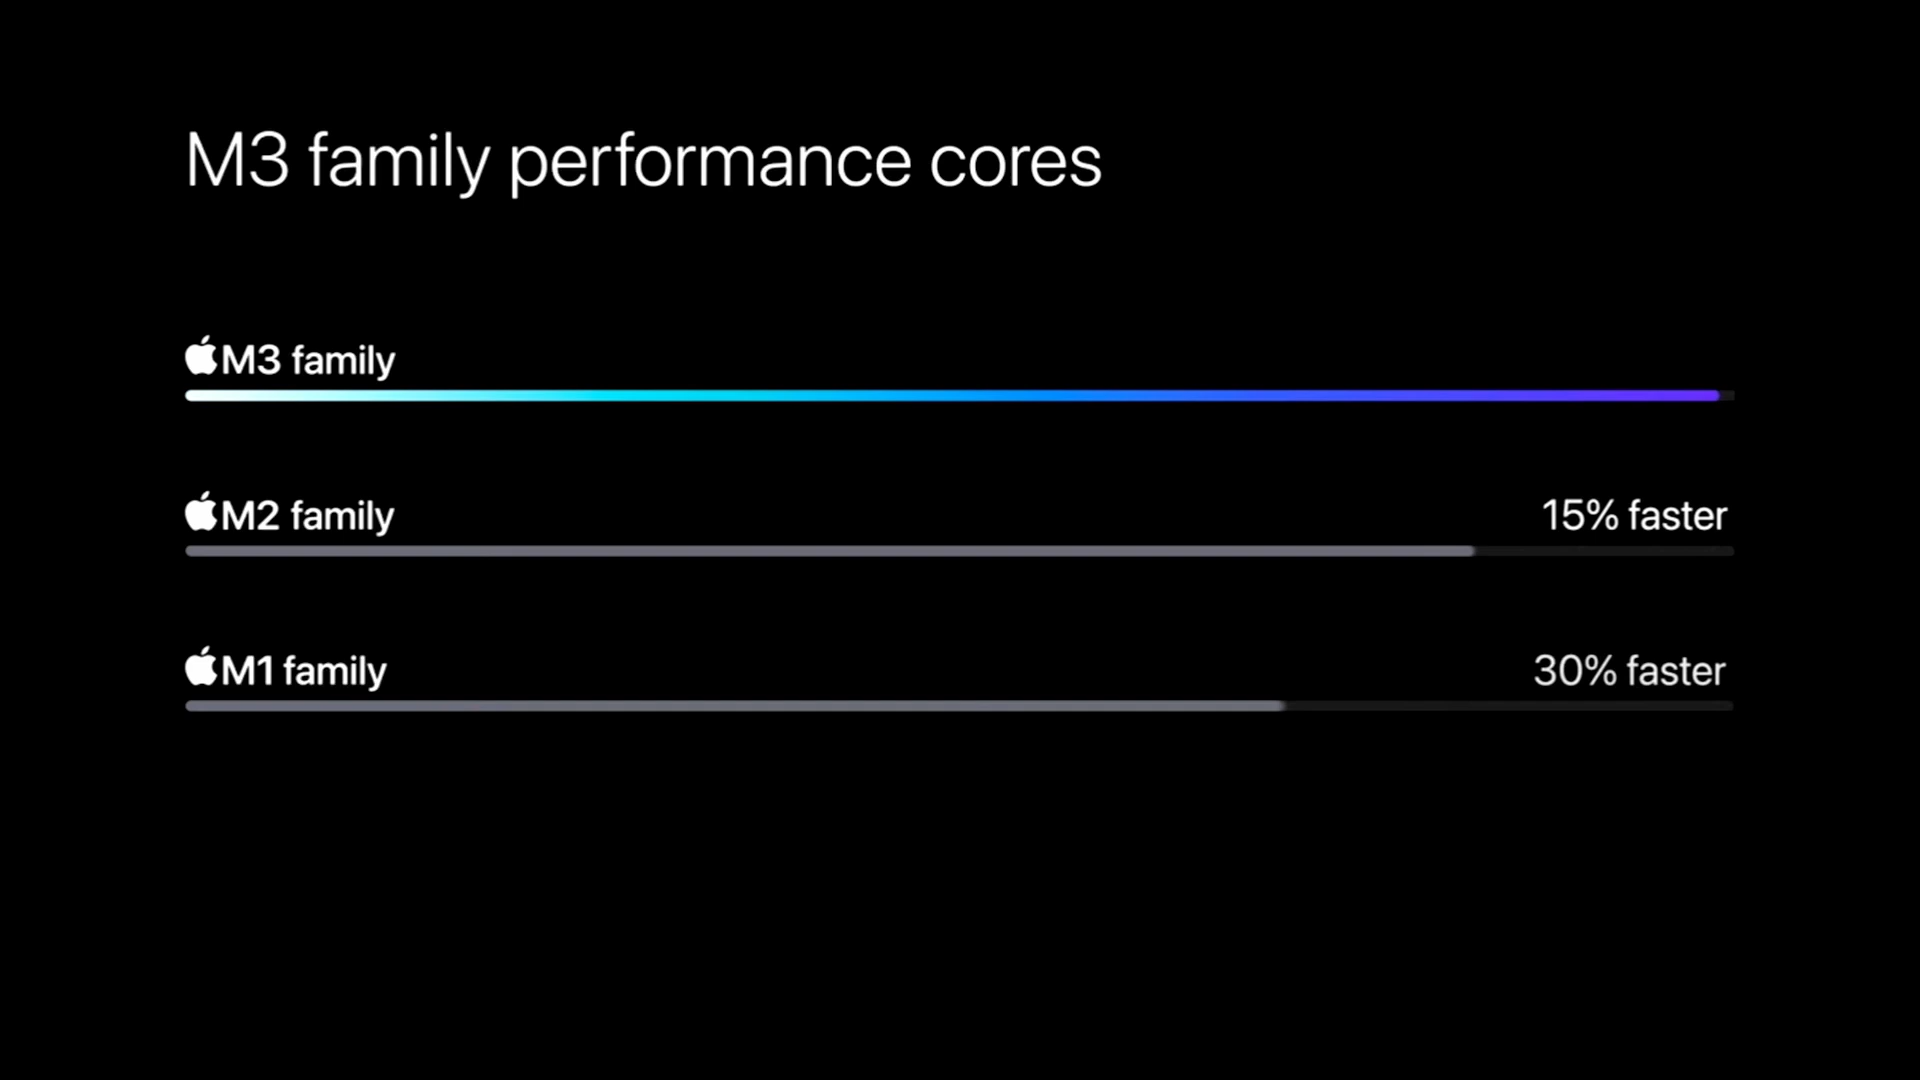 M3 family performance cores
M3 family
M2 family
15% faster
M1 family
30% faster